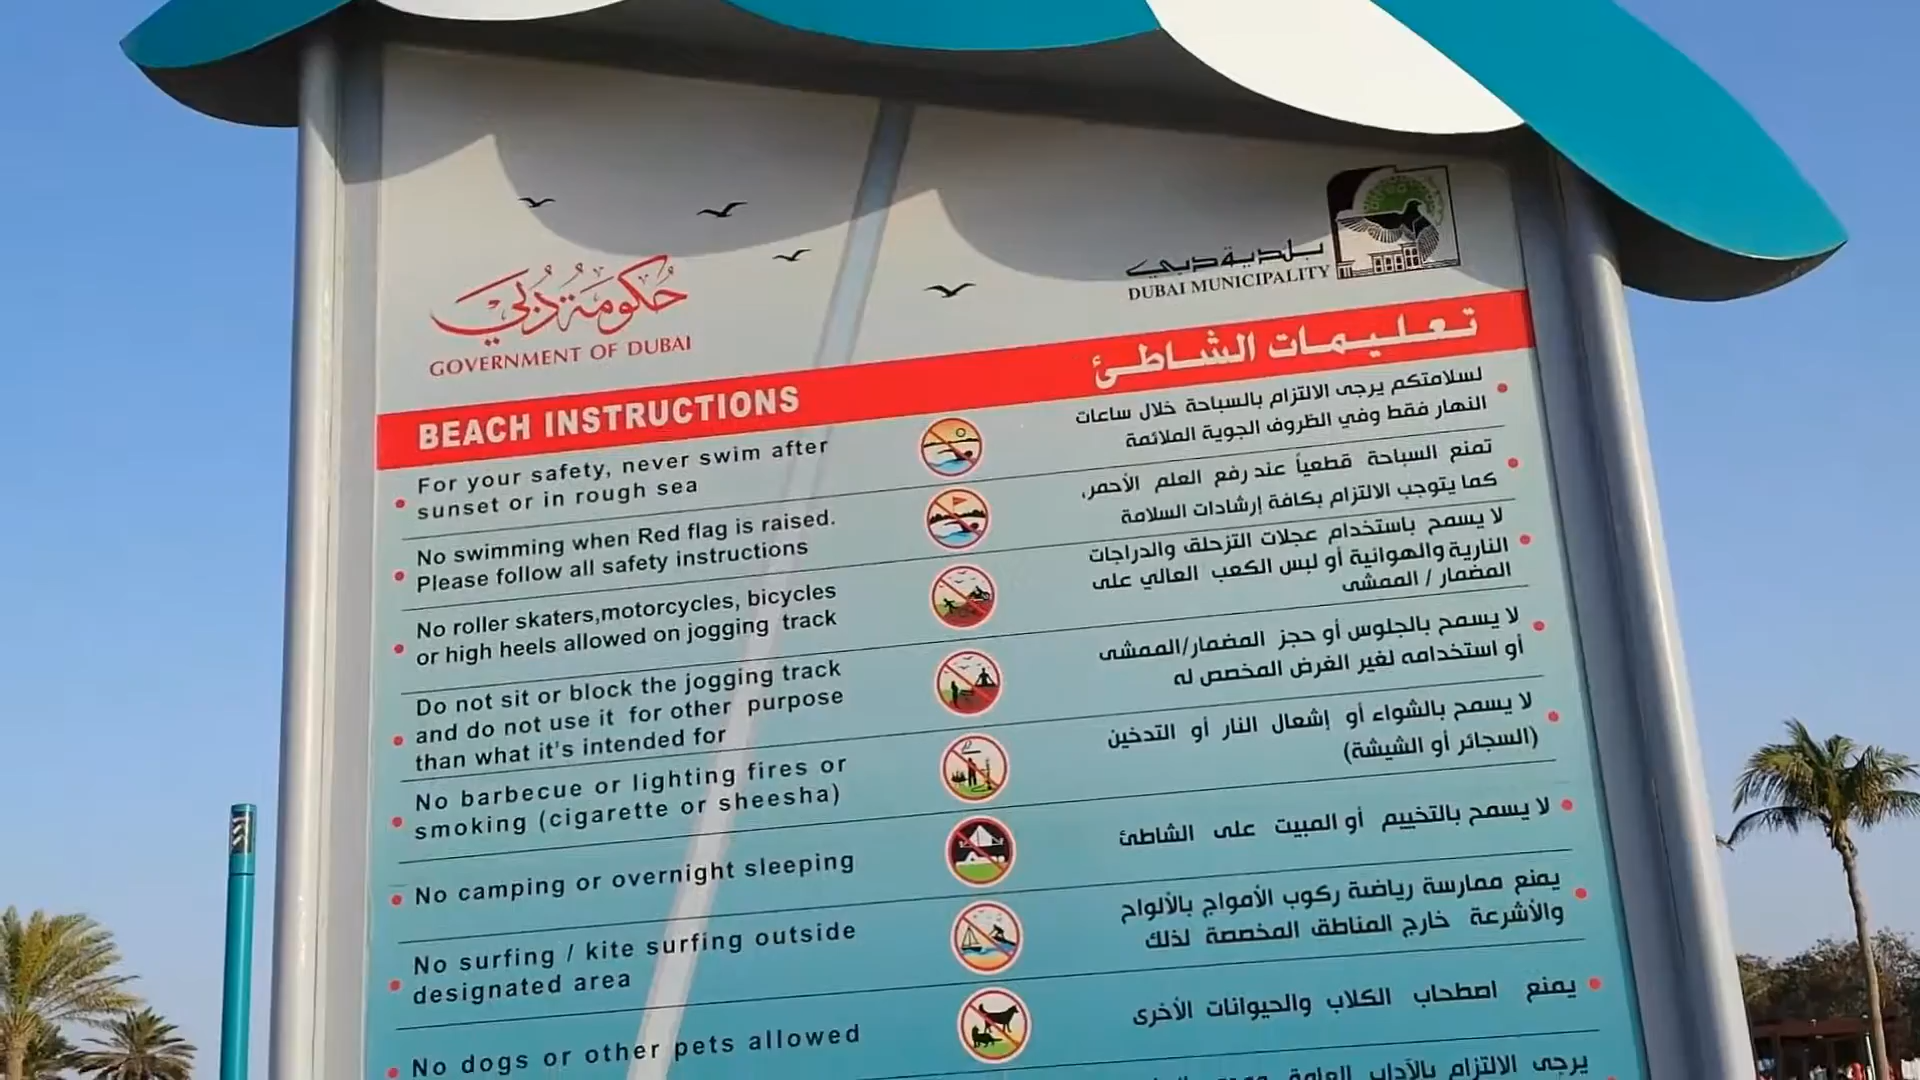 حكومة دبي
GOVERNMENT OF DUBAI
بلدية دبي
DUBAI MUNICIPALITY
BEACH INSTRUCTIONS
تعليمات الشاطئ
For your safety, never swim after
sunset or in rough sea
لسلامتكم يرجى الالتزام بالسباحة خلال ساعات
النهار فقط وفي الظروف الجوية الملائمة
No swimming when Red flag is raised.
Please follow all safety instructions
تمنع السباحة قطعياً عند رفع العلم الأحمر،
كما يتوجب الالتزام بكافة إرشادات السلامة
No roller skaters,motorcycles, bicycles
or high heels allowed on jogging track
لا يسمح باستخدام عجلات التزحلق والدراجات
النارية والهوائية أو لبس الكعب العالي على
المضمار / الممشى
Do not sit or block the jogging track
and do not use it for other purpose
than what it's intended for
لا يسمح بالجلوس أو حجز المضمار/الممشى
أو استخدامه لغير الغرض المخصص له
No barbecue or lighting fires or
smoking (cigarette or sheesha)
لا يسمح بالشواء أو إشعال النار أو التدخين
(السجائر أو الشيشة)
No camping or overnight sleeping
لا يسمح بالتخييم أو المبيت على الشاطئ
No surfing / kite surfing outside
designated area
يمنع ممارسة رياضة ركوب الأمواج بالألواح
والأشرعة خارج المناطق المخصصة لذلك
No dogs or other pets allowed
يمنع اصطحاب الكلاب والحيوانات الأخرى
يرجى الالتزام بالآداب العامة